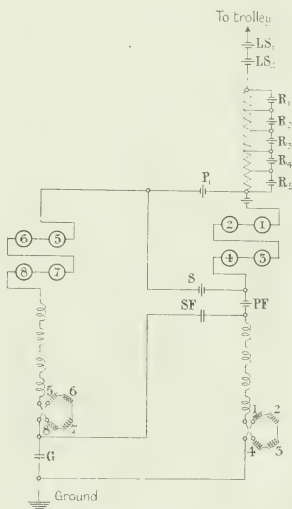 To trolley
LS₁
LS₂
R₁
R₂
R₃
R₄
R₅
P₁
2 1
6 5
4 3
8 7
S
SF PF
5 6
8 7
1 2
4 3
G
Ground